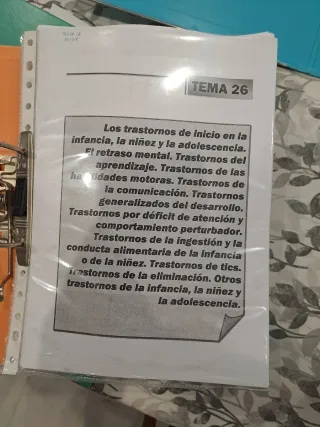 TEMA 26
Los trastornos de inicio en la
infancia, la niñez y la adolescencia.
El retraso mental. Trastornos del
aprendizaje. Trastornos de las
habilidades motoras. Trastornos de
la comunicación. Trastornos
generalizados del desarrollo.
Trastornos por déficit de atención y
comportamiento perturbador.
Trastornos de la ingestión y la
conducta alimentaria de la infancia
o de la niñez. Trastornos de tics.
Trastornos de la eliminación. Otros
trastornos de la infancia, la niñez y
la adolescencia.